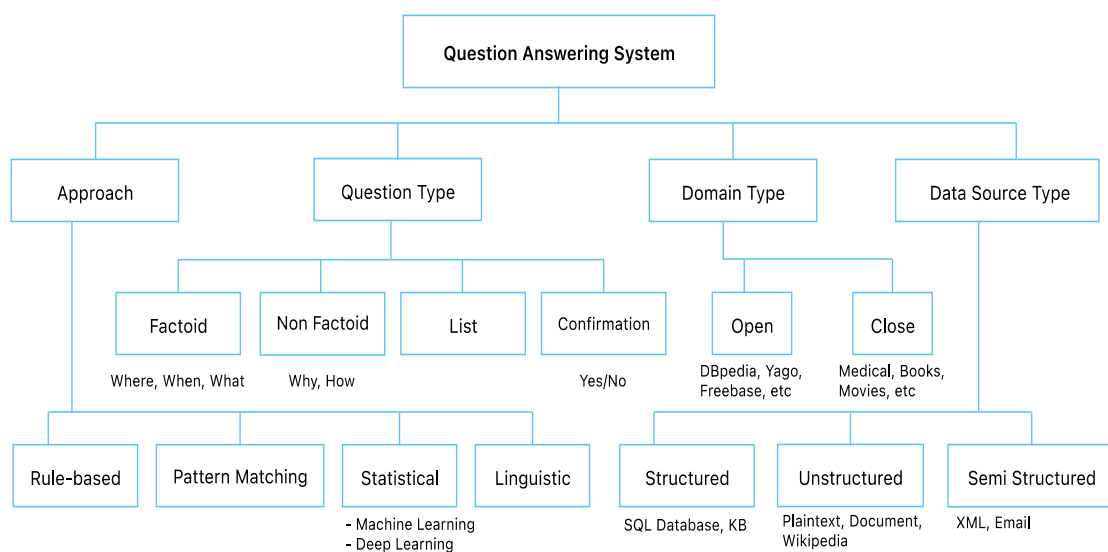 Question Answering System
Approach
Question Type
Domain Type
Data Source Type
Factoid
Non Factoid
List
Confirmation
Open
Close
Where, When, What
Why, How
Yes/No
DBpedia, Yago,
Freebase, etc
Medical, Books,
Movies, etc
Rule-based
Pattern Matching
Statistical
Linguistic
Structured
Unstructured
Semi Structured
- Machine Learning
- Deep Learning
SQL Database, KB
Plaintext, Document,
Wikipedia
XML, Email